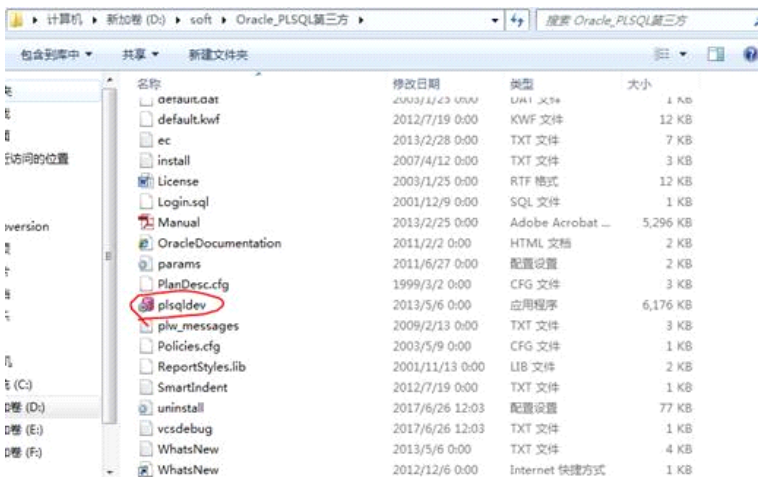 计算机 新加卷 (D:) soft Oracle_PLSQL第三方 搜索 Oracle_PLSQL第三方
包含到库中 共享 新建文件夹
名称 修改日期 类型 大小
default.dat 2003/1/23 0:00 DAT 文件 1 KB
default.kwf 2012/7/19 0:00 KWF 文件 12 KB
ec 2013/2/28 0:00 TXT 文件 7 KB
近访问的位置 install 2007/4/12 0:00 TXT 文件 3 KB
License 2003/1/25 0:00 RTF 格式 12 KB
Login.sql 2001/12/9 0:00 SQL 文件 1 KB
version Manual 2013/2/25 0:00 Adobe Acrobat ... 5,296 KB
OracleDocumentation 2011/2/2 0:00 HTML 文档 2 KB
params 2011/6/27 0:00 配置设置 2 KB
PlanDesc.cfg 1999/3/2 0:00 CFG 文件 3 KB
plsqldev 2013/5/6 0:00 应用程序 6,176 KB
plw_messages 2009/2/13 0:00 TXT 文件 3 KB
Policies.cfg 2003/5/9 0:00 CFG 文件 1 KB
机 ReportStyles.lib 2001/11/13 0:00 LIB 文件 2 KB
(C:) SmartIndent 2012/7/19 0:00 TXT 文件 1 KB
加卷 (D:) uninstall 2017/6/26 12:03 配置设置 77 KB
加卷 (E:) vcsdebug 2017/6/26 12:03 TXT 文件 1 KB
加卷 (F:) WhatsNew 2013/5/6 0:00 TXT 文件 4 KB
WhatsNew 2012/12/6 0:00 Internet 快捷方式 1 KB